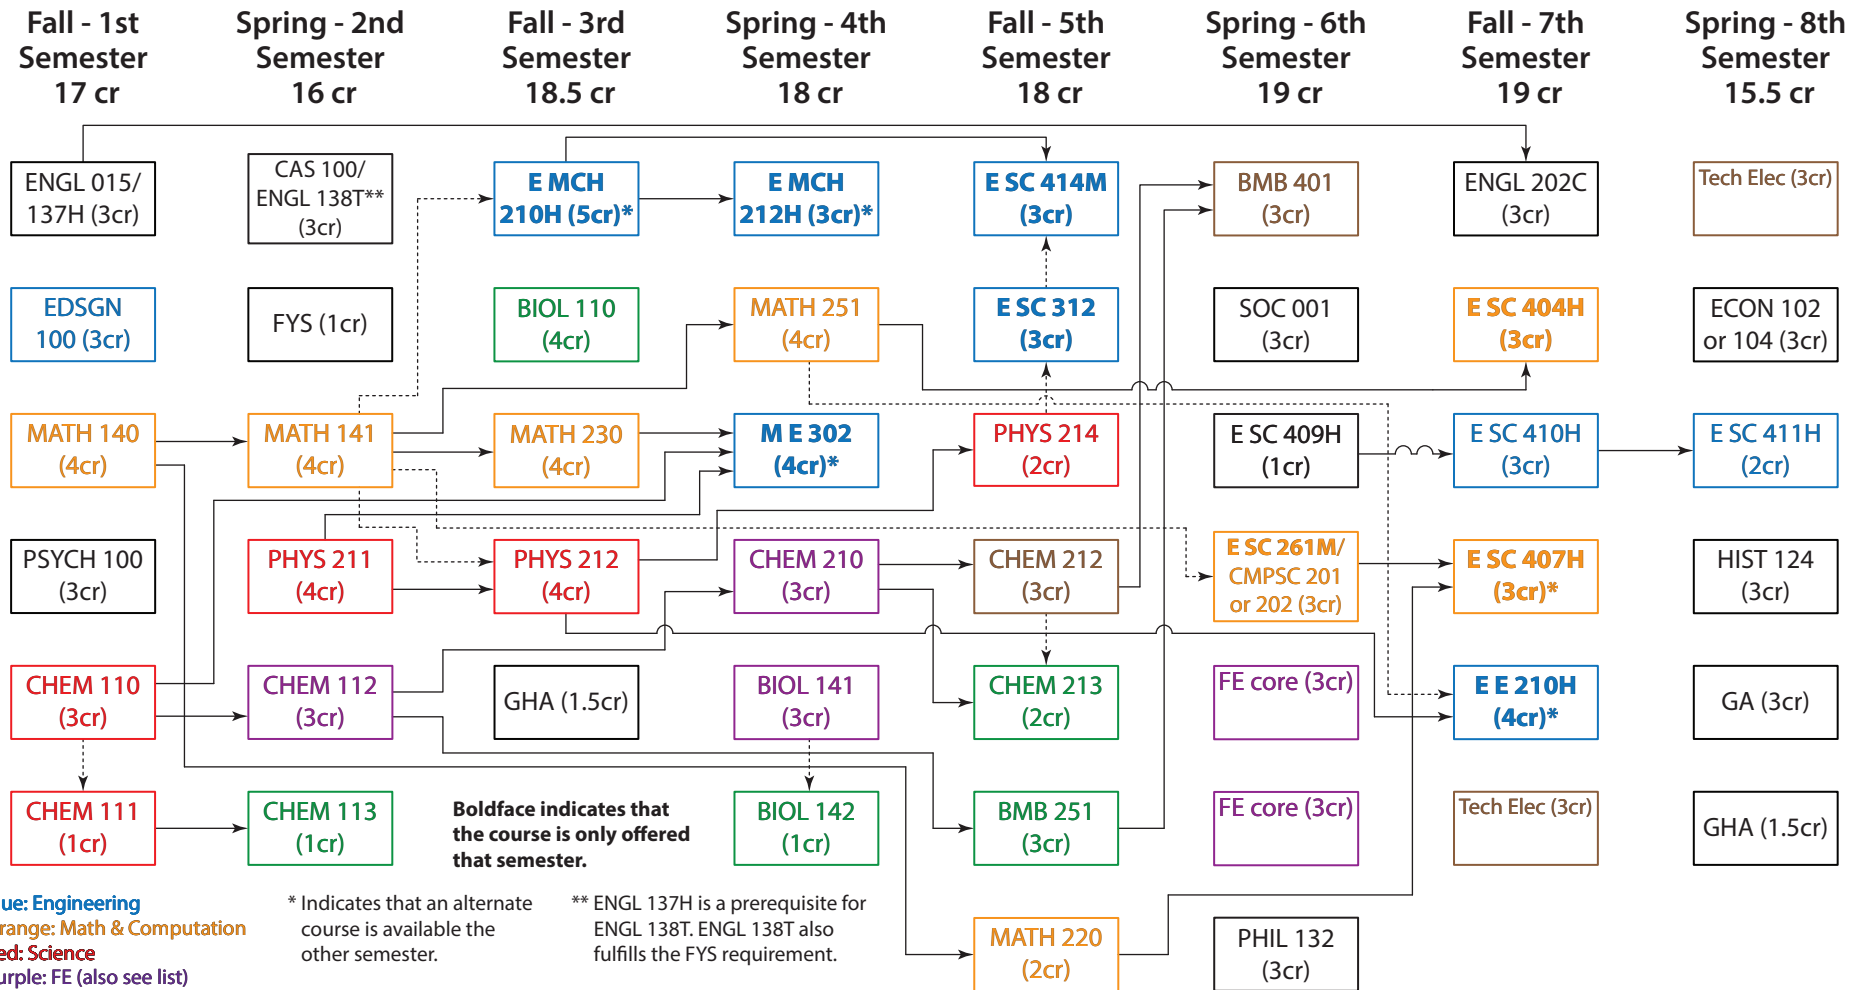 Fall - 1st
Semester
17 cr
Spring - 2nd
Semester
16 cr
Fall - 3rd
Semester
18.5 cr
Spring - 4th
Semester
18 cr
Fall - 5th
Semester
18 cr
Spring - 6th
Semester
19 cr
Fall - 7th
Semester
19 cr
Spring - 8th
Semester
15.5 cr
ENGL 015/
137H (3cr)
CAS 100/
ENGL 138T**
(3cr)
E MCH
210H (5cr)*
E MCH
212H (3cr)*
E SC 414M
(3cr)
BMB 401
(3cr)
ENGL 202C
(3cr)
Tech Elec (3cr)
EDSGN
100 (3cr)
FYS (1cr)
BIOL 110
(4cr)
MATH 251
(4cr)
E SC 312
(3cr)
SOC 001
(3cr)
E SC 404H
(3cr)
ECON 102
or 104 (3cr)
MATH 140
(4cr)
MATH 141
(4cr)
MATH 230
(4cr)
M E 302
(4cr)*
PHYS 214
(2cr)
E SC 409H
(1cr)
E SC 410H
(3cr)
E SC 411H
(2cr)
PSYCH 100
(3cr)
PHYS 211
(4cr)
PHYS 212
(4cr)
CHEM 210
(3cr)
CHEM 212
(3cr)
E SC 261M/
CMPSC 201
or 202 (3cr)
E SC 407H
(3cr)*
HIST 124
(3cr)
CHEM 110
(3cr)
CHEM 112
(3cr)
GHA (1.5cr)
BIOL 141
(3cr)
CHEM 213
(2cr)
FE core (3cr)
E E 210H
(4cr)*
GA (3cr)
CHEM 111
(1cr)
CHEM 113
(1cr)
Boldface indicates that
the course is only offered
that semester.
BIOL 142
(1cr)
BMB 251
(3cr)
FE core (3cr)
Tech Elec (3cr)
GHA (1.5cr)
MATH 220
(2cr)
PHIL 132
(3cr)
ue: Engineering
range: Math & Computation
ed: Science
urple: FE (also see list)
* Indicates that an alternate
course is available the
other semester.
** ENGL 137H is a prerequisite for
ENGL 138T. ENGL 138T also
fulfills the FYS requirement.